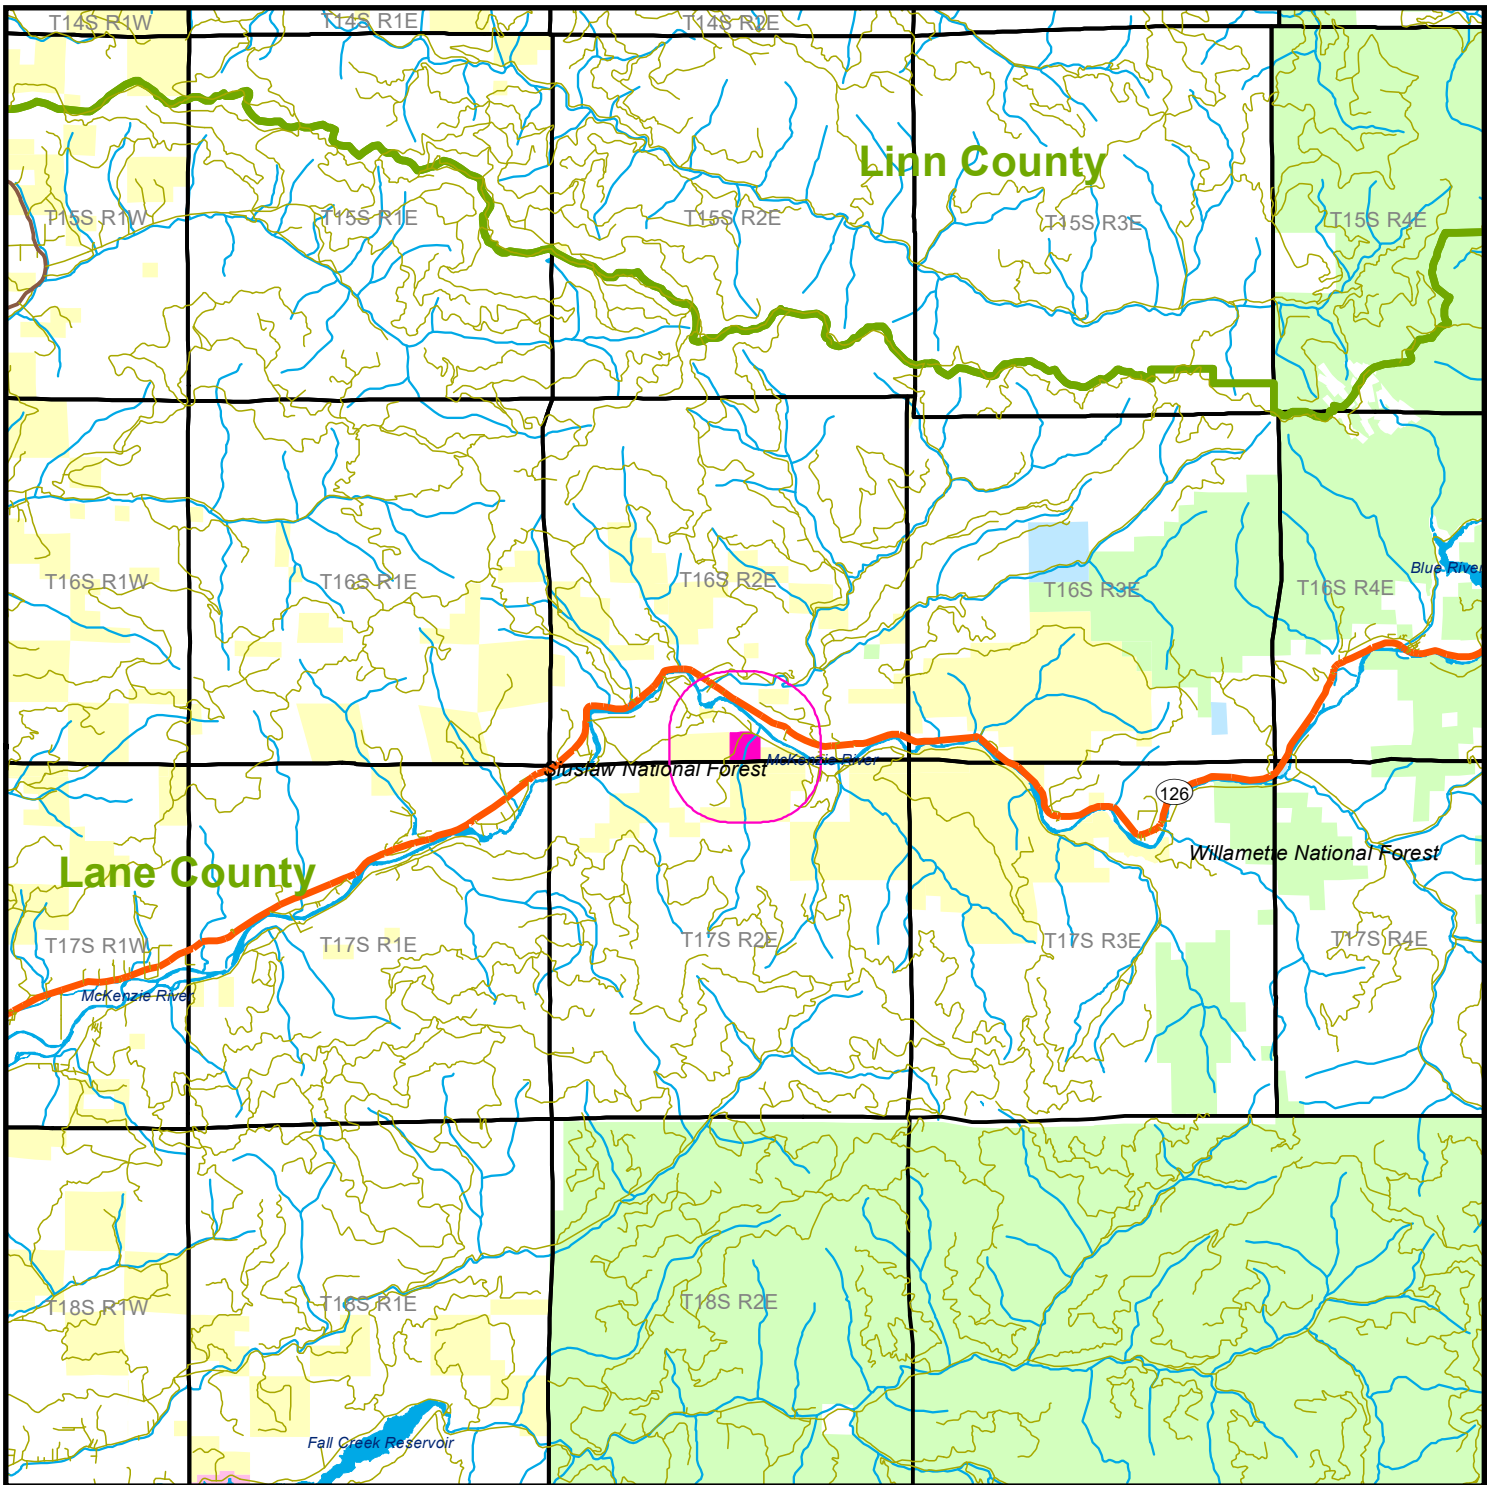 T14S R1W
T14S R1E
T14S R2E
Linn County
T15S R1W
T15S R1E
T15S R2E
T15S R3E
T15S R4E
Blue River
T16S R1W
T16S R1E
T16S R2E
T16S R3E
T16S R4E
McKenzie River
Siuslaw National Forest
126
Willamette National Forest
Lane County
T17S R1W
T17S R1E
T17S R2E
T17S R3E
T17S R4E
McKenzie River
T18S R1W
T18S R1E
T18S R2E
Fall Creek Reservoir